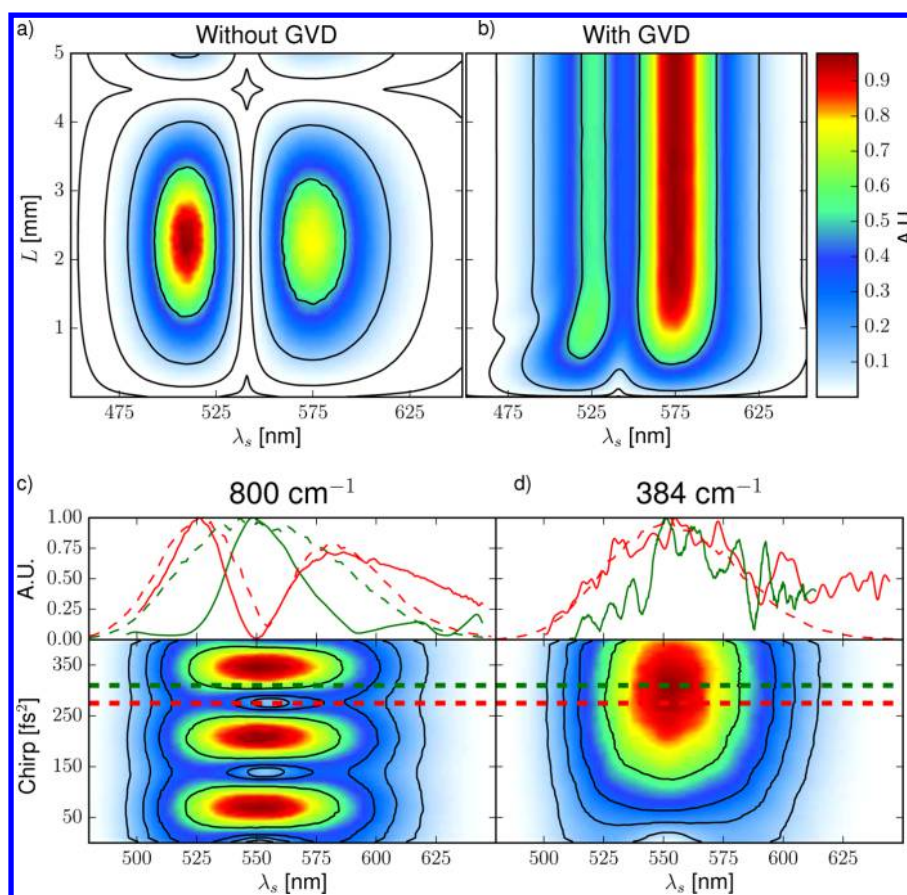 a) Without GVD
b) With GVD
5
4
3
2
1
L [mm]
475 525 575 625
λs [nm]
475 525 575 625
λs [nm]
0.9
0.8
0.7
0.6
0.5
0.4
0.3
0.2
0.1
A.U.
c) 800 cm⁻¹
d) 384 cm⁻¹
1.00
0.75
0.50
0.25
0.00
A.U.
350
250
150
50
Chirp [fs²]
500 525 550 575 600 625
λs [nm]
500 525 550 575 600 625
λs [nm]